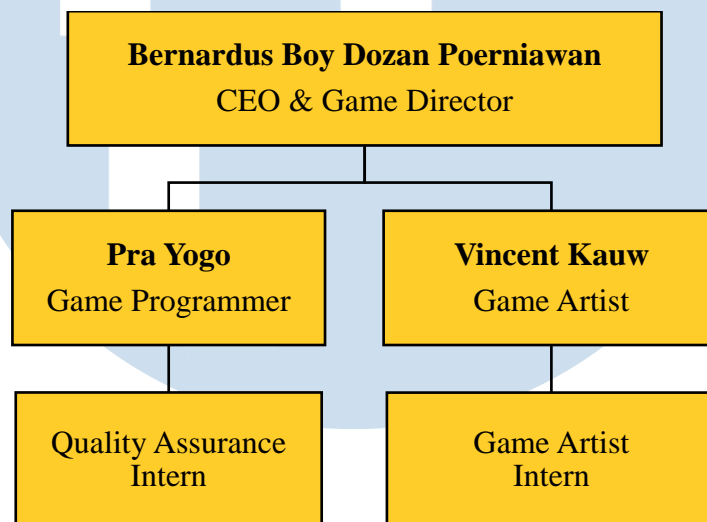 Bernardus Boy Dozan Poerniawan
CEO & Game Director
Pra Yogo
Game Programmer
Vincent Kauw
Game Artist
Quality Assurance
Intern
Game Artist
Intern